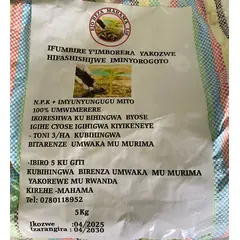 IFUMBIRE Y'IMBORERA YAKOZWE
HIFASHISHIJWE IMINYOROGOTO
N.P.K + IMYUNYUNGUGU MITO
100% UMWIMERERE
IKORESHWA KU BIHINGWA BYOSE
IGIHE CYOSE IGIHIGWA KIYIKENEYE
- TONI 3/HA KUBIHINGWA
BITARENZE UMWAKA MU MURIMA
-IBIRO 5 KU GITI
KUBIHINGWA BIRENZA UMWAKA MU MURIMA
YAKOREWE MU RWANDA
KIREHE -MAHAMA
Tel: 0780118952
5Kg
Ikozwe :04/2025
Izarangira : 04/2030